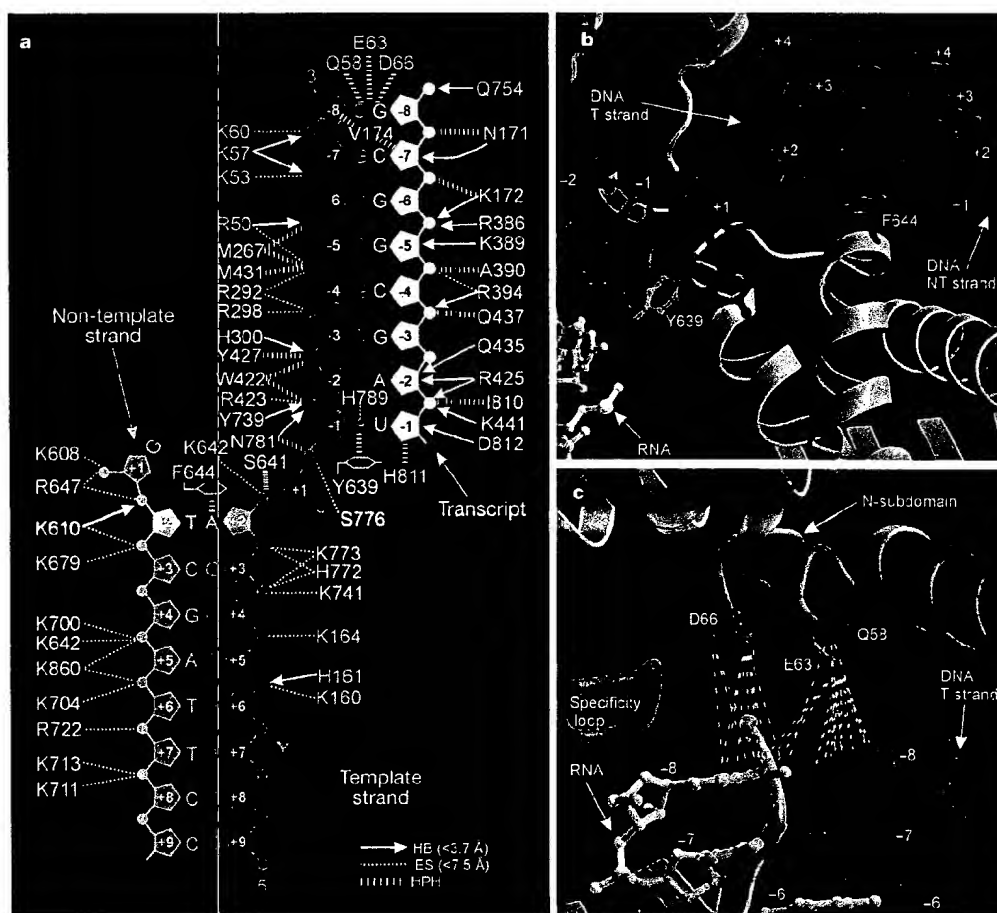 a
E63
Q58 D66
3
Q754
-8 G -8
K60
V174
N171
K57
-7 C -7
K53
6 G -6
K172
R50
R386
M267
-5 G -5
K389
M431
A390
R292
-4 C -4
R394
R298
Q437
Non-template
strand
H300
-3 G -3
Y427
Q435
W422
-2 A -2
R425
R423
H789
I810
Y739
-1 U -1
K441
N781
D812
K642
S641
Y639
H811
K608
G
F644
+1
+1
Transcript
R647
S776
K610
T A
K679
K773
+3 C +3
H772
K741
+4 G +4
K700
K164
K642
+5 A +5
K860
H161
K704
+6 T +6
K160
R722
+7 T +7
K713
K711
Template
strand
+8 C +8
+9 C +9
HB (<3.7 Å)
ES (<7.5 Å)
HPH
5
b
+4 +4
DNA
T strand
+3
+3
+2
+2
-2 -1
+1
-1
F644
DNA
NT strand
Y639
RNA
c
N-subdomain
D66
Q58
E63
DNA
T strand
Specificity
loop
-8
RNA
-8
-7
-7
-6
-6